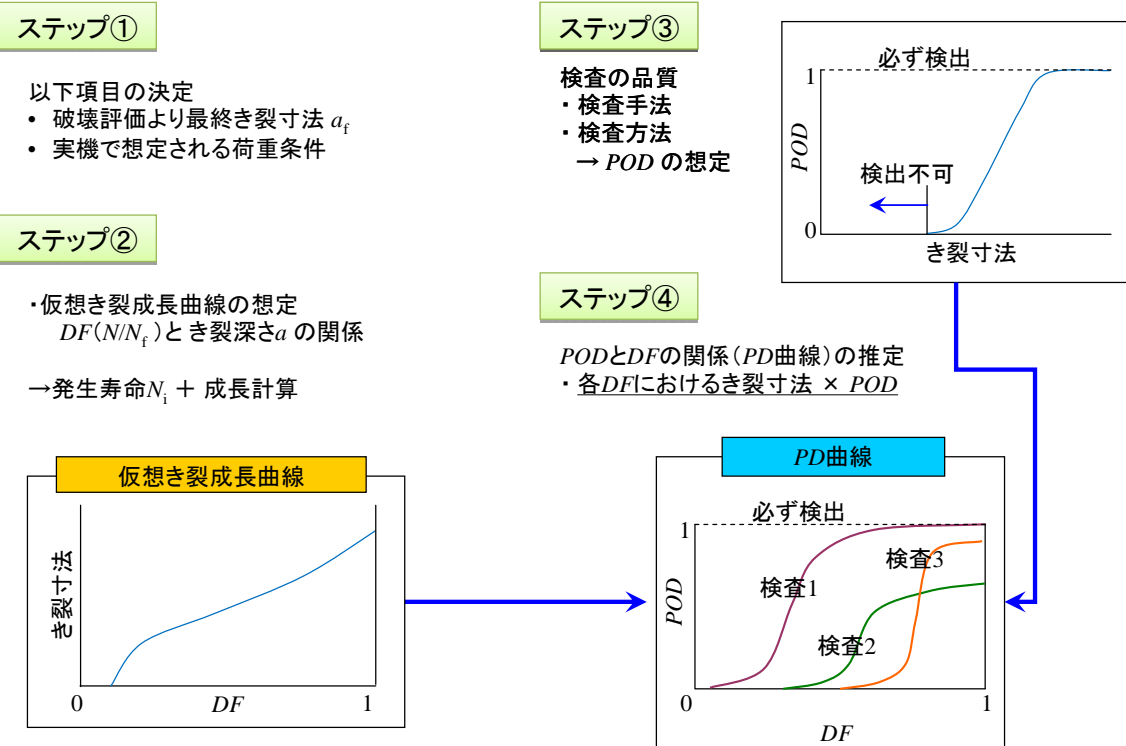 ステップ①
以下項目の決定
• 破壊評価より最終き裂寸法 af
• 実機で想定される荷重条件
ステップ②
・仮想き裂成長曲線の想定
DF(N/Nf)とき裂深さa の関係
→発生寿命Ni + 成長計算
仮想き裂成長曲線
き裂寸法
0
DF
1
ステップ③
検査の品質
・検査手法
・検査方法
→ POD の想定
必ず検出
1
POD
検出不可
0
き裂寸法
ステップ④
PODとDFの関係(PD曲線)の推定
・各DFにおけるき裂寸法 × POD
PD曲線
必ず検出
1
検査3
検査1
POD
検査2
0
0
1
DF